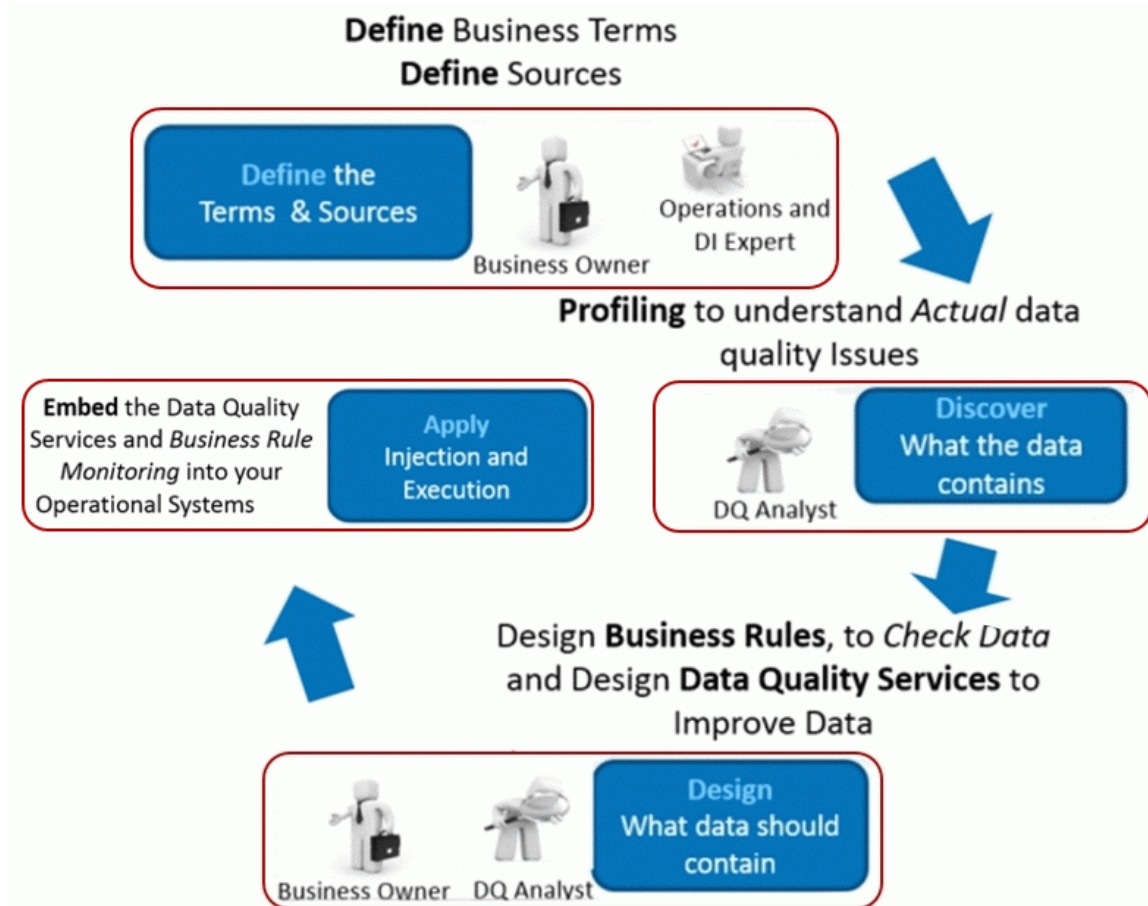 Define Business Terms
Define Sources
Define the
Terms & Sources
Business Owner
Operations and
DI Expert
Profiling to understand Actual data
quality Issues
Embed the Data Quality
Services and Business Rule
Monitoring into your
Operational Systems
Apply
Injection and
Execution
DQ Analyst
Discover
What the data
contains
Design Business Rules, to Check Data
and Design Data Quality Services to
Improve Data
Business Owner
DQ Analyst
Design
What data should
contain